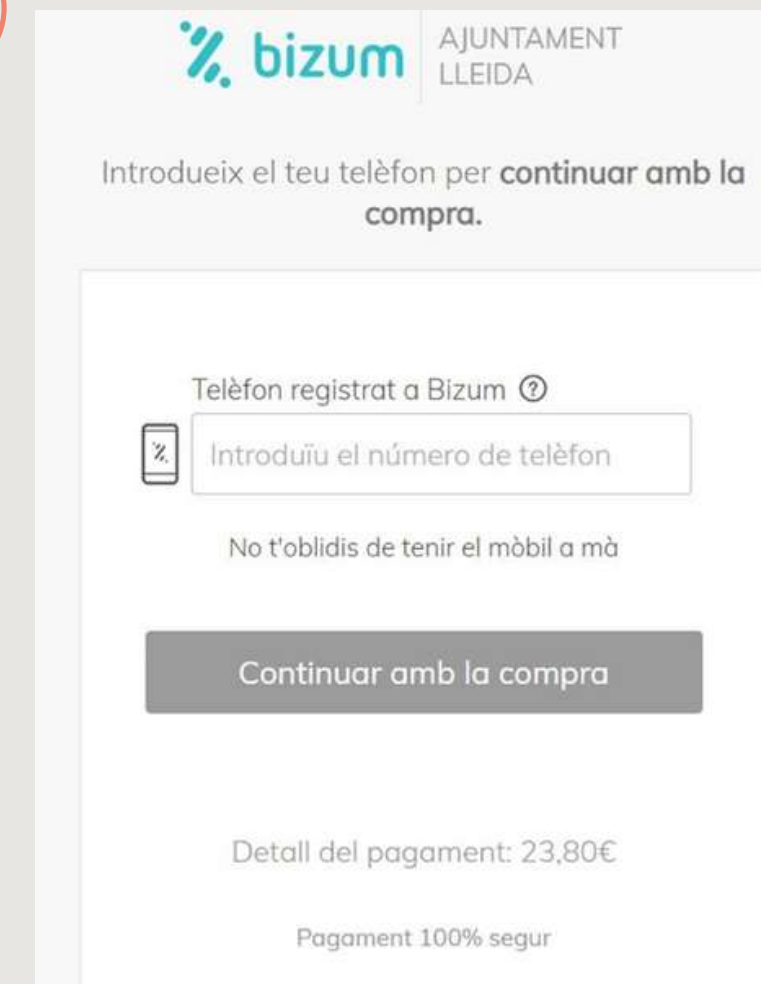 bizum
AJUNTAMENT
LLEIDA
Introdueix el teu telèfon per continuar amb la
compra.
Telèfon registrat a Bizum ?
Introduïu el número de telèfon
No t'oblidis de tenir el mòbil a mà
Continuar amb la compra
Detall del pagament: 23,80€
Pagament 100% segur